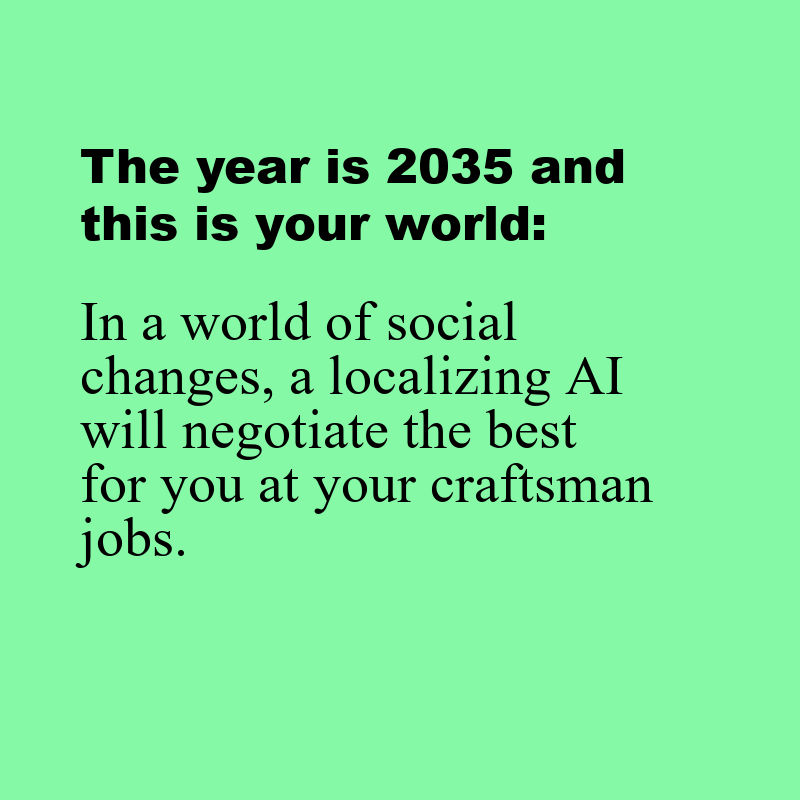 The year is 2035 and
this is your world:
In a world of social
changes, a localizing AI
will negotiate the best
for you at your craftsman
jobs.